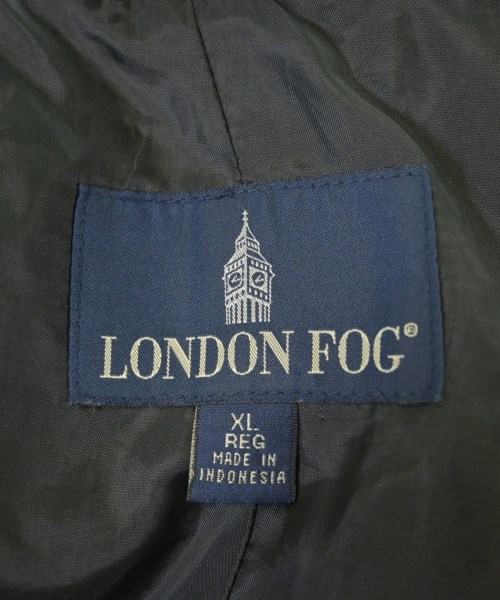 LONDON FOG®
XL
REG
MADE IN
INDONESIA